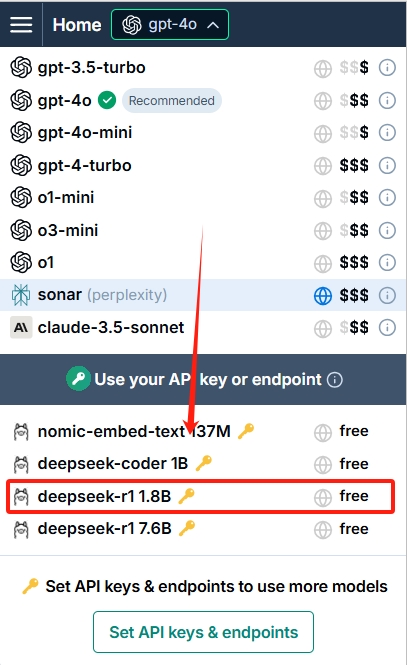 Home gpt-4o
gpt-3.5-turbo $$$
gpt-4o Recommended $$$
gpt-4o-mini $$$
gpt-4-turbo $$$
o1-mini $$$
o3-mini $$$
o1 $$$
sonar (perplexity) $$$
claude-3.5-sonnet $$$
Use your API key or endpoint
nomic-embed-text 137M free
deepseek-coder 1B free
deepseek-r1 1.8B free
deepseek-r1 7.6B free
Set API keys & endpoints to use more models
Set API keys & endpoints